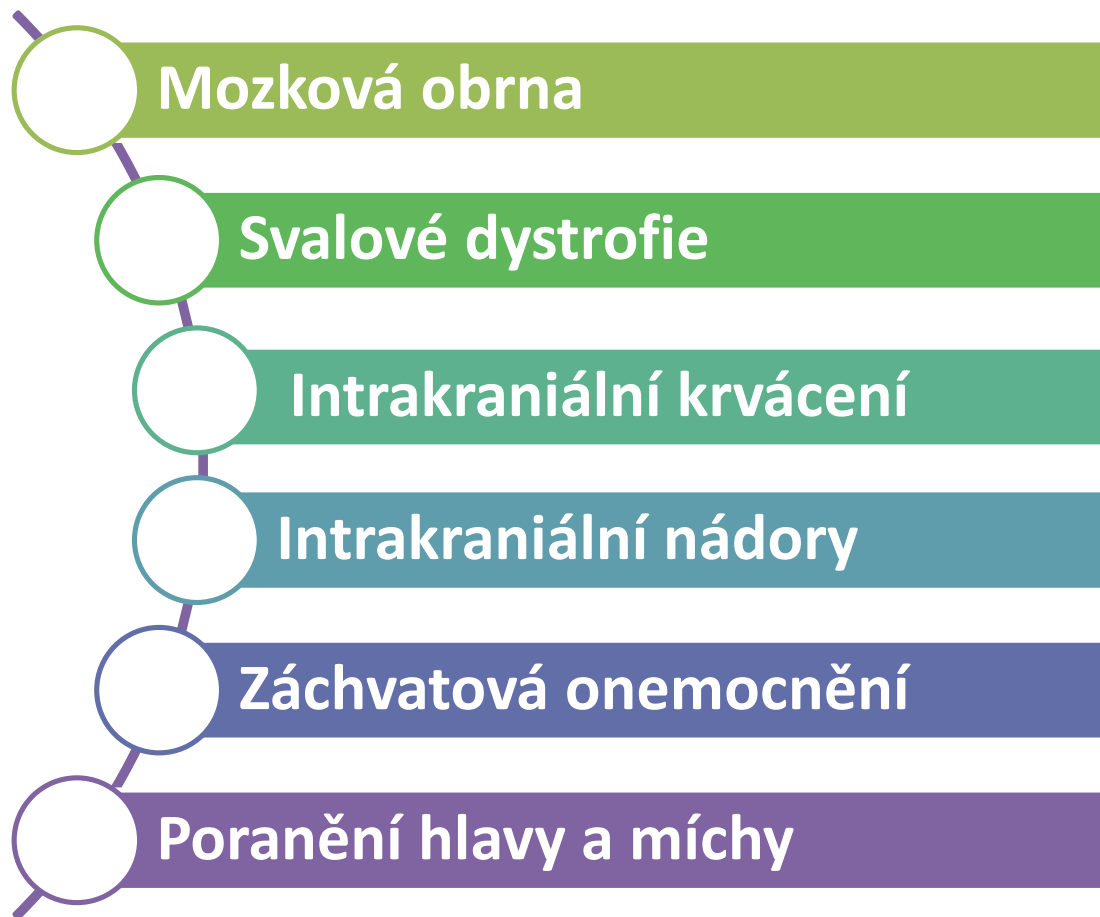 Mozková obrna
Svalové dystrofie
Intrakraniální krvácení
Intrakraniální nádory
Záchvatová onemocnění
Poranění hlavy a míchy